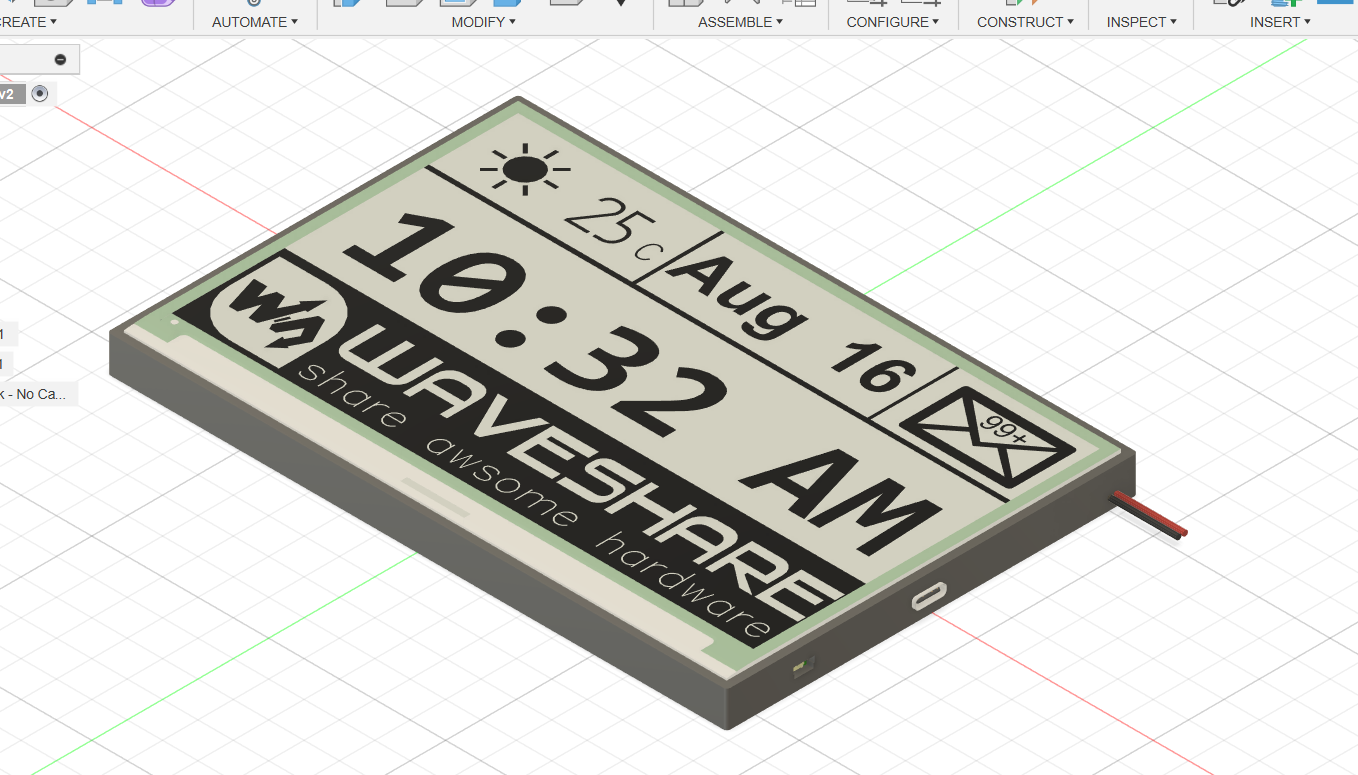 CREATE
AUTOMATE
MODIFY
ASSEMBLE
CONFIGURE
CONSTRUCT
INSPECT
INSERT
v2
25 C
Aug 16
99+
10:32 AM
WAVESHARE
share awsome hardware
1
k - No Ca...